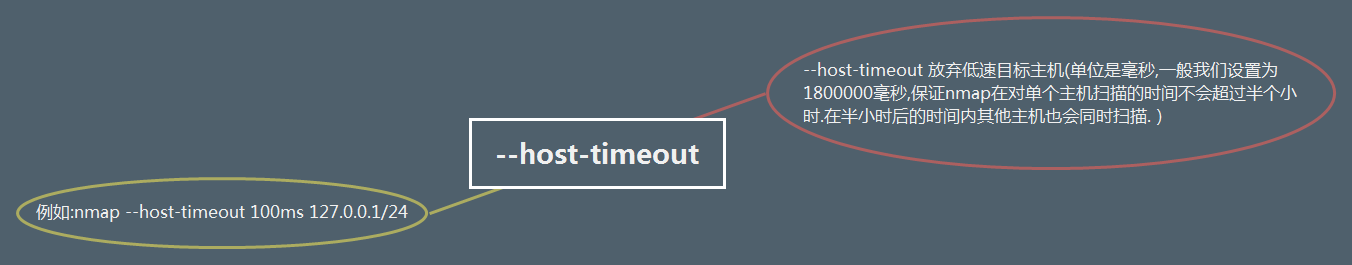 --host-timeout 放弃低速目标主机(单位是毫秒,一般我们设置为
1800000毫秒,保证nmap在对单个主机扫描的时间不会超过半个小
时.在半小时后的时间内其他主机也会同时扫描. )
--host-timeout
例如:nmap --host-timeout 100ms 127.0.0.1/24